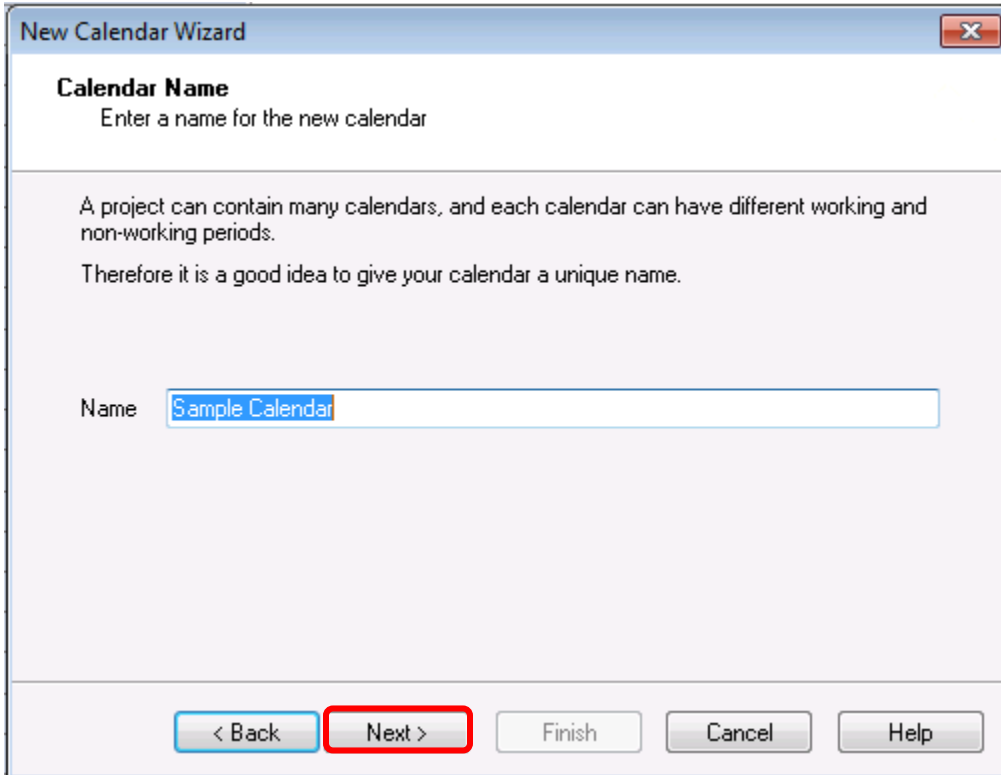 New Calendar Wizard
Calendar Name
Enter a name for the new calendar
A project can contain many calendars, and each calendar can have different working and
non-working periods.
Therefore it is a good idea to give your calendar a unique name.
Name Sample Calendar
< Back Next > Finish Cancel Help